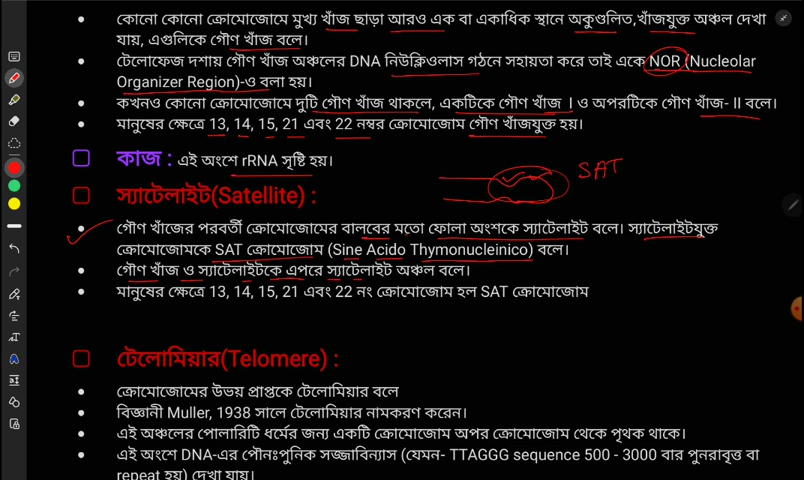 কোনো কোনো ক্রোমোজোমে মুখ্য খাঁজ ছাড়া আরও এক বা একাধিক স্থানে অকুণ্ডলিত,খাঁজযুক্ত অঞ্চল দেখা
যায়, এগুলিকে গৌণ খাঁজ বলে।
টেলোফেজ দশায় গৌণ খাঁজ অঞ্চলের DNA নিউক্লিওলাস গঠনে সহায়তা করে তাই একে NOR (Nucleolar
Organizer Region)-ও বলা হয়।
কখনও কোনো ক্রোমোজোমে দুটি গৌণ খাঁজ থাকলে, একটিকে গৌণ খাঁজ I ও অপরটিকে গৌণ খাঁজ- II বলে।
মানুষের ক্ষেত্রে 13, 14, 15, 21 এবং 22 নম্বর ক্রোমোজোম গৌণ খাঁজযুক্ত হয়।
কাজ : এই অংশে rRNA সৃষ্টি হয়।
SAT
স্যাটেলাইট(Satellite) :
গৌণ খাঁজের পরবর্তী ক্রোমোজোমের বালবের মতো ফোলা অংশকে স্যাটেলাইট বলে। স্যাটেলাইটযুক্ত
ক্রোমোজোমকে SAT ক্রোমোজোম (Sine Acido Thymonucleinico) বলে।
গৌণ খাঁজ ও স্যাটেলাইটকে এপরে স্যাটেলাইট অঞ্চল বলে।
মানুষের ক্ষেত্রে 13, 14, 15, 21 এবং 22 নং ক্রোমোজোম হল SAT ক্রোমোজোম
টেলোমিয়ার(Telomere) :
ক্রোমোজোমের উভয় প্রাপ্তকে টেলোমিয়ার বলে
বিজ্ঞানী Muller, 1938 সালে টেলোমিয়ার নামকরণ করেন।
এই অঞ্চলের পোলারিটি ধর্মের জন্য একটি ক্রোমোজোম অপর ক্রোমোজোম থেকে পৃথক থাকে।
এই অংশে DNA-এর পৌনঃপুনিক সজ্জাবিন্যাস (যেমন- TTAGGG sequence 500 - 3000 বার পুনরাবৃত্ত বা
repeat হয়) দেখা যায়।